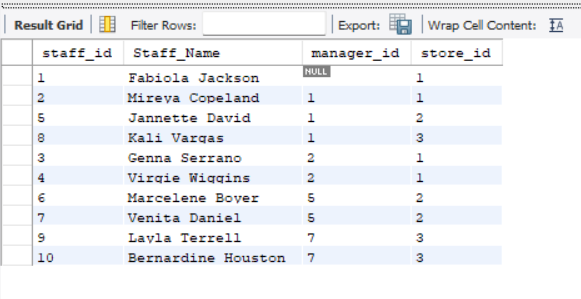 Result Grid Filter Rows: Export: Wrap Cell Content: IA
staff_id Staff_Name manager_id store_id
1 Fabiola Jackson NULL 1
2 Mireya Copeland 1 1
5 Jannette David 1 2
8 Kali Vargas 1 3
3 Genna Serrano 2 1
4 Virgie Wiggins 2 1
6 Marcelene Boyer 5 2
7 Venita Daniel 5 2
9 Layla Terrell 7 3
10 Bernardine Houston 7 3